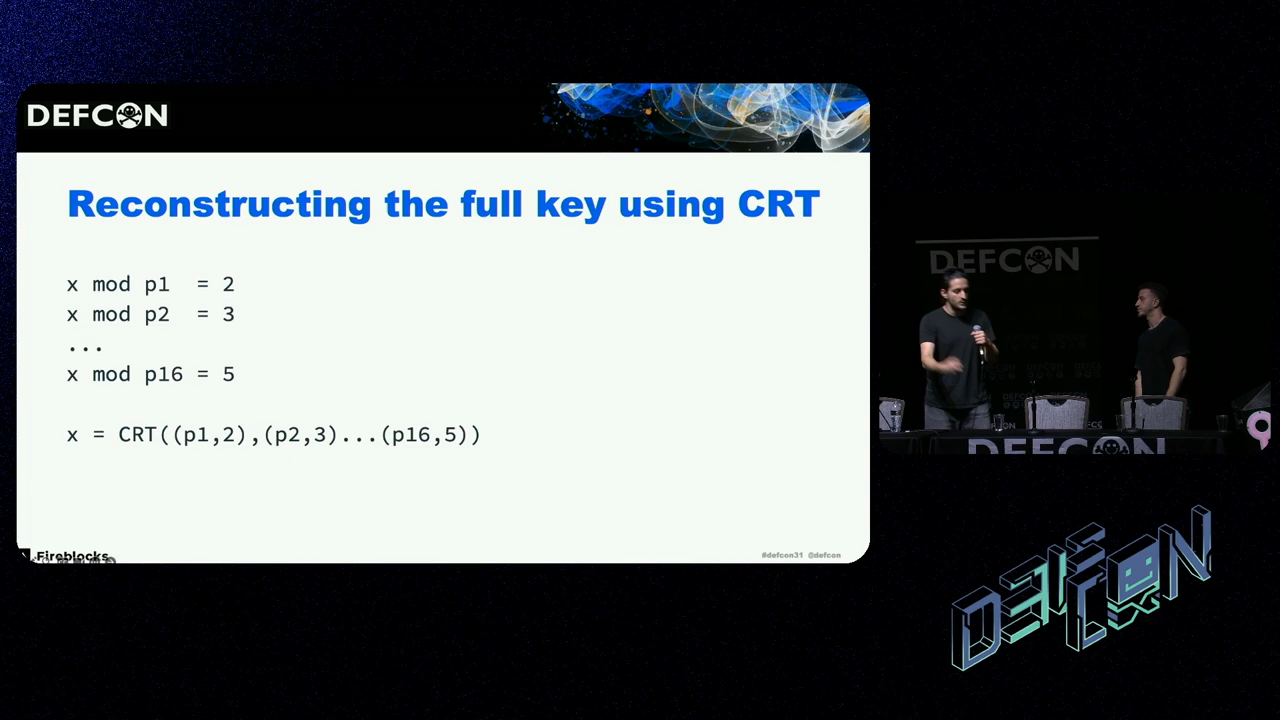 DEFCON
Reconstructing the full key using CRT
x mod p1  = 2
x mod p2  = 3
...
x mod p16 = 5
x = CRT((p1,2),(p2,3)...(p16,5))
Fireblocks
#defcon31 @defcon
DEFCON
DEFCON
DEFCON